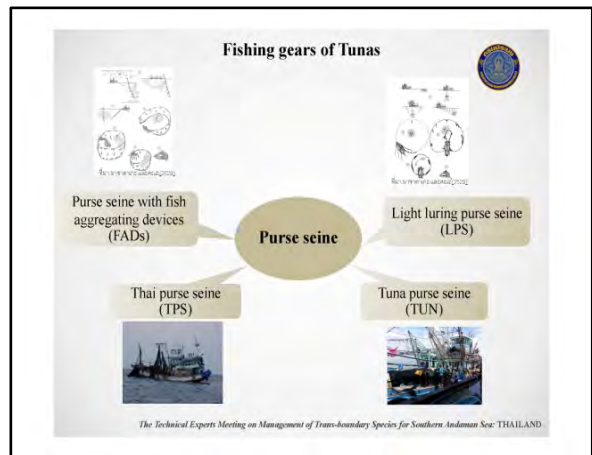 Fishing gears of Tunas
Purse seine with fish
aggregating devices
(FADs)
Light luring purse seine
(LPS)
Purse seine
Thai purse seine
(TPS)
Tuna purse seine
(TUN)
The Technical Experts Meeting on Management of Trans-boundary Species for Southern Andaman Sea: THAILAND